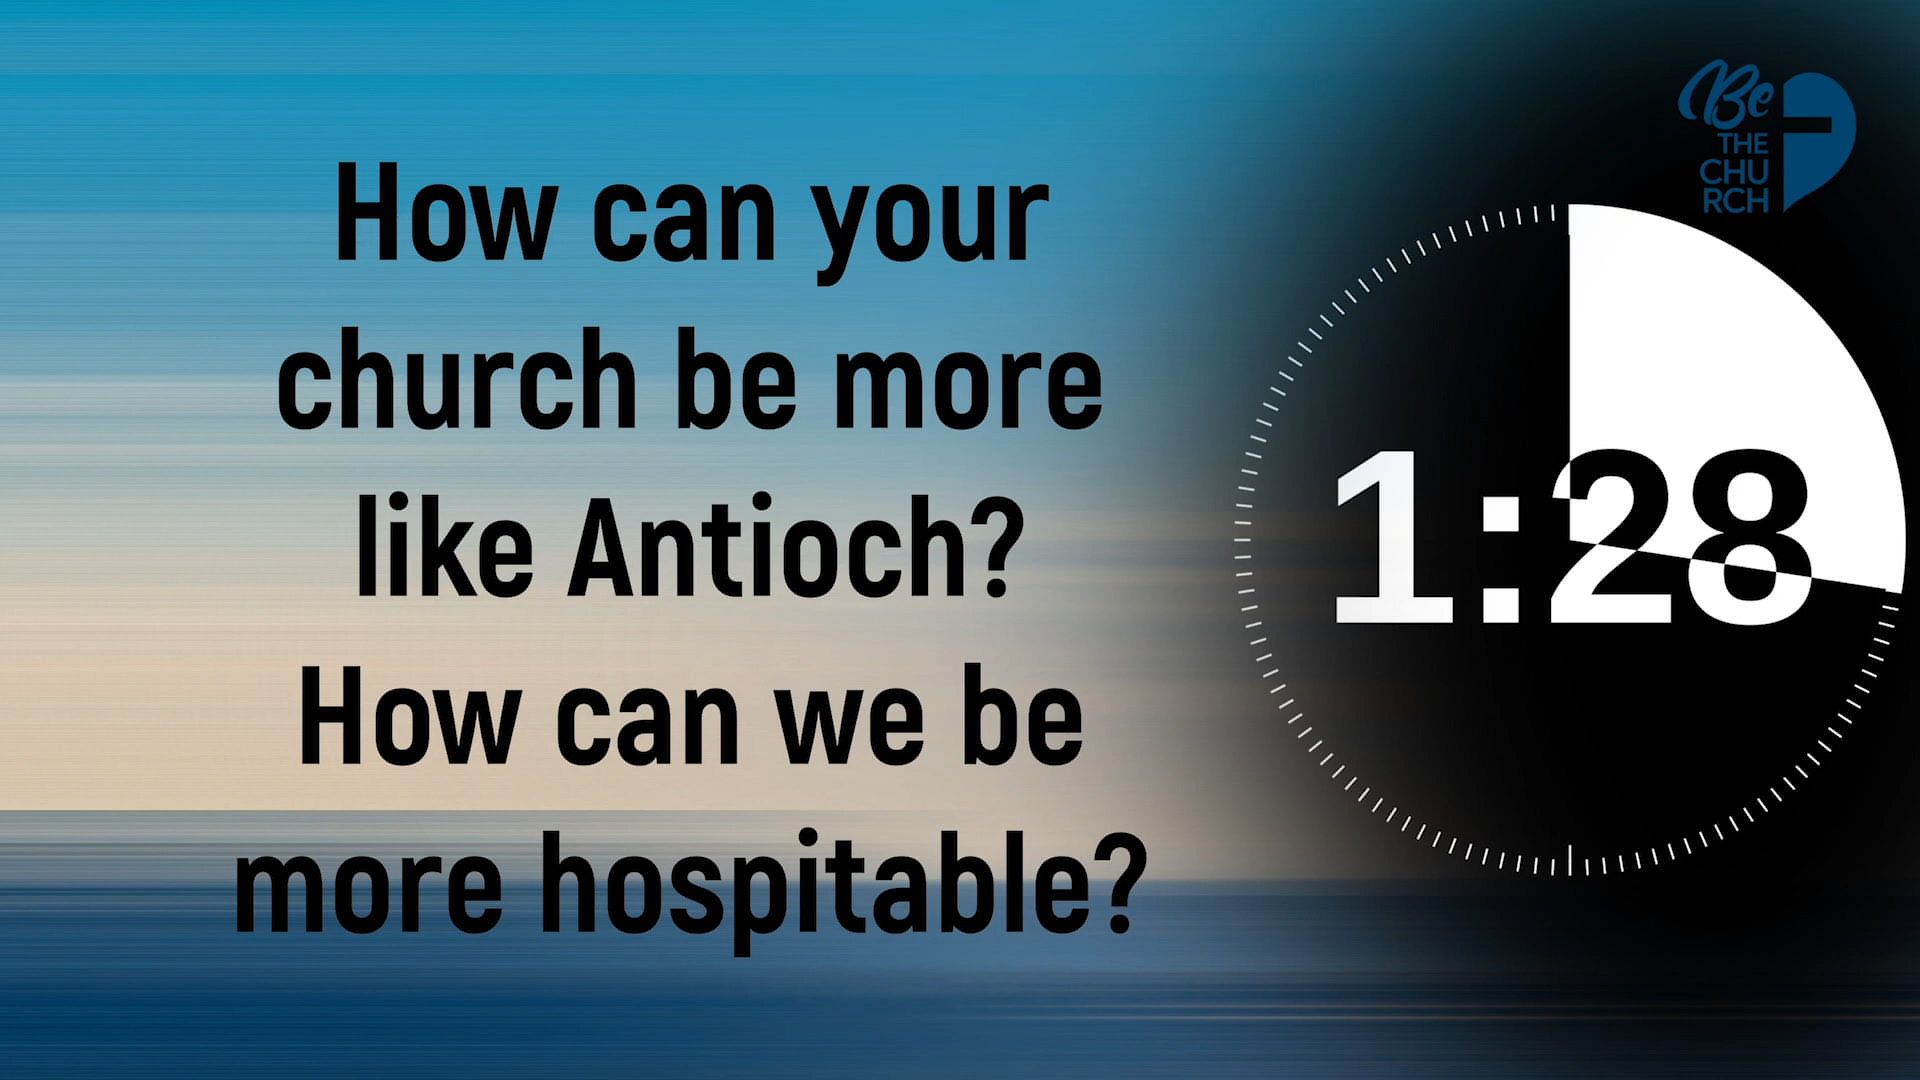 How can your
church be more
like Antioch?
How can we be
more hospitable?
1:28
Be
THE
CHU
RCH